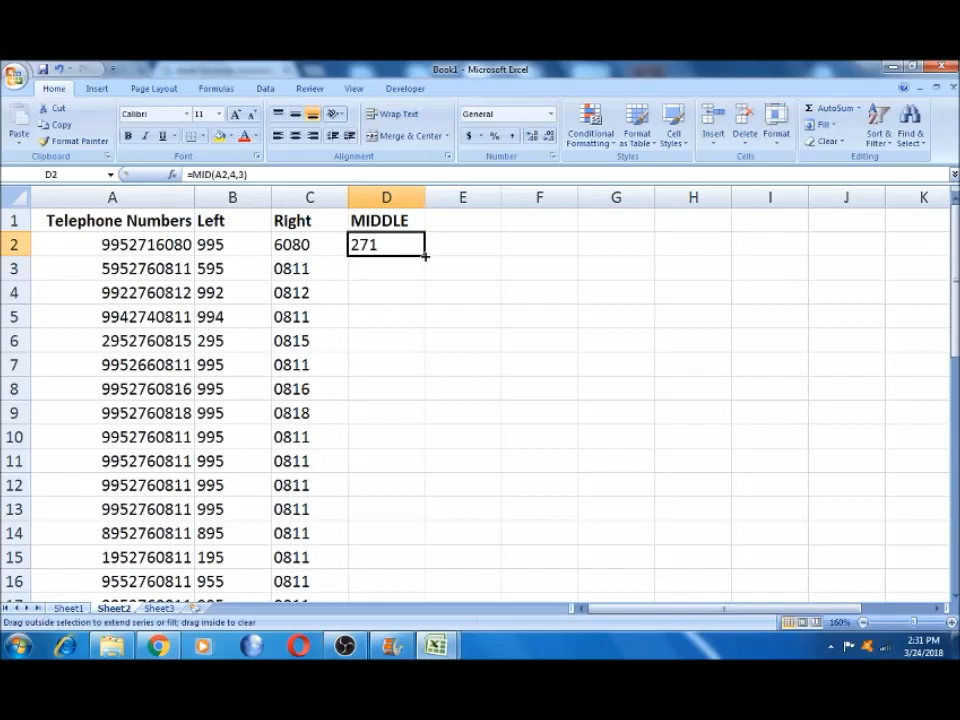 Book1 - Microsoft Excel
Home Insert Page Layout Formulas Data Review View Developer
Paste
Cut
Copy
Format Painter
Clipboard
Calibri 11
B I U
Font
Wrap Text
Merge & Center
Alignment
General
$ % ,
Number
Conditional Formatting
Format as Table
Cell Styles
Styles
Insert Delete Format
Cells
AutoSum
Fill
Clear
Sort & Filter
Find & Select
Editing
D2 fx =MID(A2,4,3)
A B C D E F G H I J K
1 Telephone Numbers Left Right MIDDLE
2 9952716080 995 6080 271
3 5952760811 595 0811
4 9922760812 992 0812
5 9942740811 994 0811
6 2952760815 295 0815
7 9952660811 995 0811
8 9952760816 995 0816
9 9952760818 995 0818
10 9952760811 995 0811
11 9952760811 995 0811
12 9952760811 995 0811
13 9952760811 995 0811
14 8952760811 895 0811
15 1952760811 195 0811
16 9552760811 955 0811
Sheet1 Sheet2 Sheet3
Drag outside selection to extend series or fill; drag inside to clear
160%
2:31 PM
3/24/2018